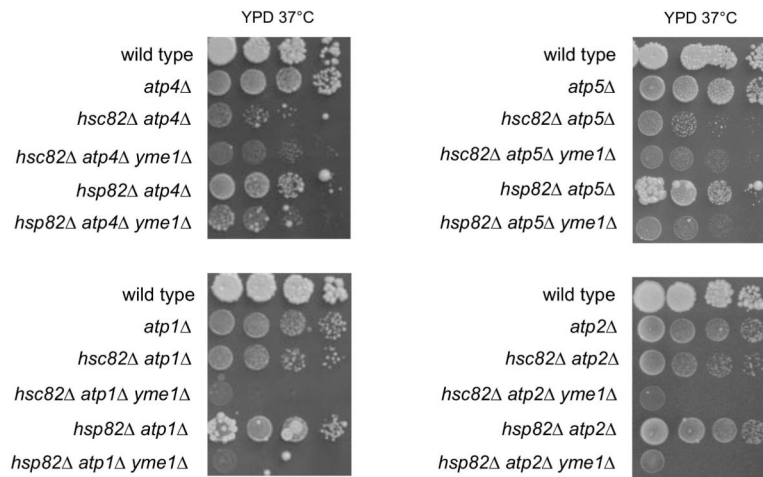 YPD 37°C
wild type
atp4Δ
hsc82Δ atp4Δ
hsc82Δ atp4Δ yme1Δ
hsp82Δ atp4Δ
hsp82Δ atp4Δ yme1Δ
YPD 37°C
wild type
atp5Δ
hsc82Δ atp5Δ
hsc82Δ atp5Δ yme1Δ
hsp82Δ atp5Δ
hsp82Δ atp5Δ yme1Δ
wild type
atp1Δ
hsc82Δ atp1Δ
hsc82Δ atp1Δ yme1Δ
hsp82Δ atp1Δ
hsp82Δ atp1Δ yme1Δ
wild type
atp2Δ
hsc82Δ atp2Δ
hsc82Δ atp2Δ yme1Δ
hsp82Δ atp2Δ
hsp82Δ atp2Δ yme1Δ